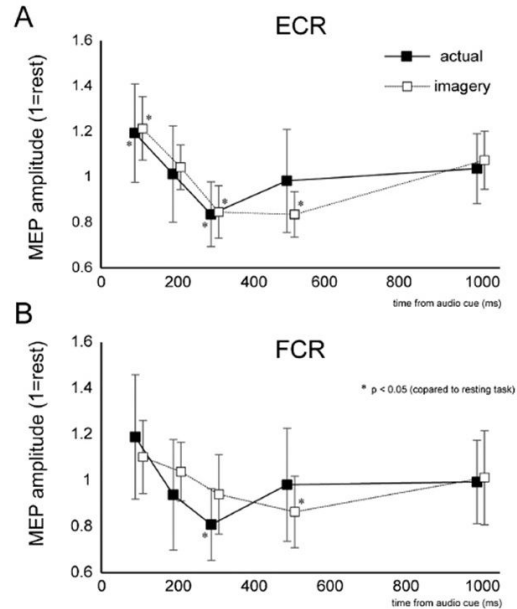 A
ECR
actual
imagery
MEP amplitude (1=rest)
1.6
1.4
1.2
1
0.8
0.6
*
*
*
*
*
0
200
400
600
800
1000
time from audio cue (ms)
B
FCR
* p < 0.05 (copared to resting task)
MEP amplitude (1=rest)
1.6
1.4
1.2
1
0.8
0.6
*
*
0
200
400
600
800
1000
time from audio cue (ms)